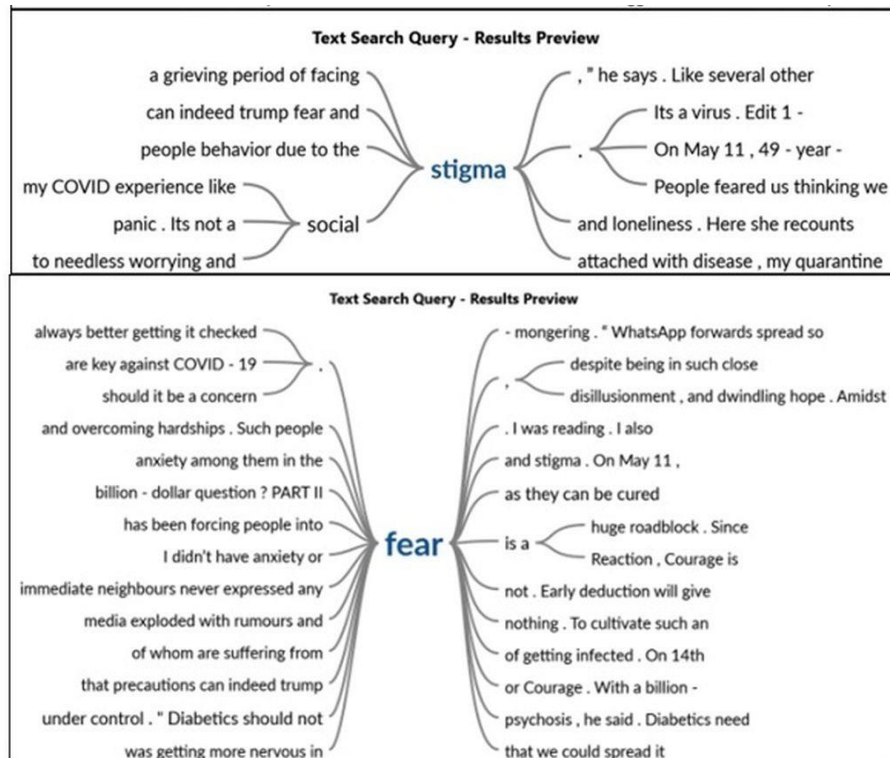 Text Search Query - Results Preview
a grieving period of facing
can indeed trump fear and
people behavior due to the
my COVID experience like
panic . Its not a
to needless worrying and
social
stigma
, " he says . Like several other
.
Its a virus . Edit 1 -
On May 11 , 49 - year -
People feared us thinking we
and loneliness . Here she recounts
attached with disease , my quarantine
Text Search Query - Results Preview
always better getting it checked
are key against COVID - 19
should it be a concern
.
and overcoming hardships . Such people
anxiety among them in the
billion - dollar question ? PART II
has been forcing people into
I didn't have anxiety or
immediate neighbours never expressed any
media exploded with rumours and
of whom are suffering from
that precautions can indeed trump
under control . " Diabetics should not
was getting more nervous in
fear
- mongering . " WhatsApp forwards spread so
,
despite being in such close
disillusionment , and dwindling hope . Amidst
. I was reading . I also
and stigma . On May 11 ,
as they can be cured
is a
huge roadblock . Since
Reaction , Courage is
not . Early deduction will give
nothing . To cultivate such an
of getting infected . On 14th
or Courage . With a billion -
psychosis , he said . Diabetics need
that we could spread it